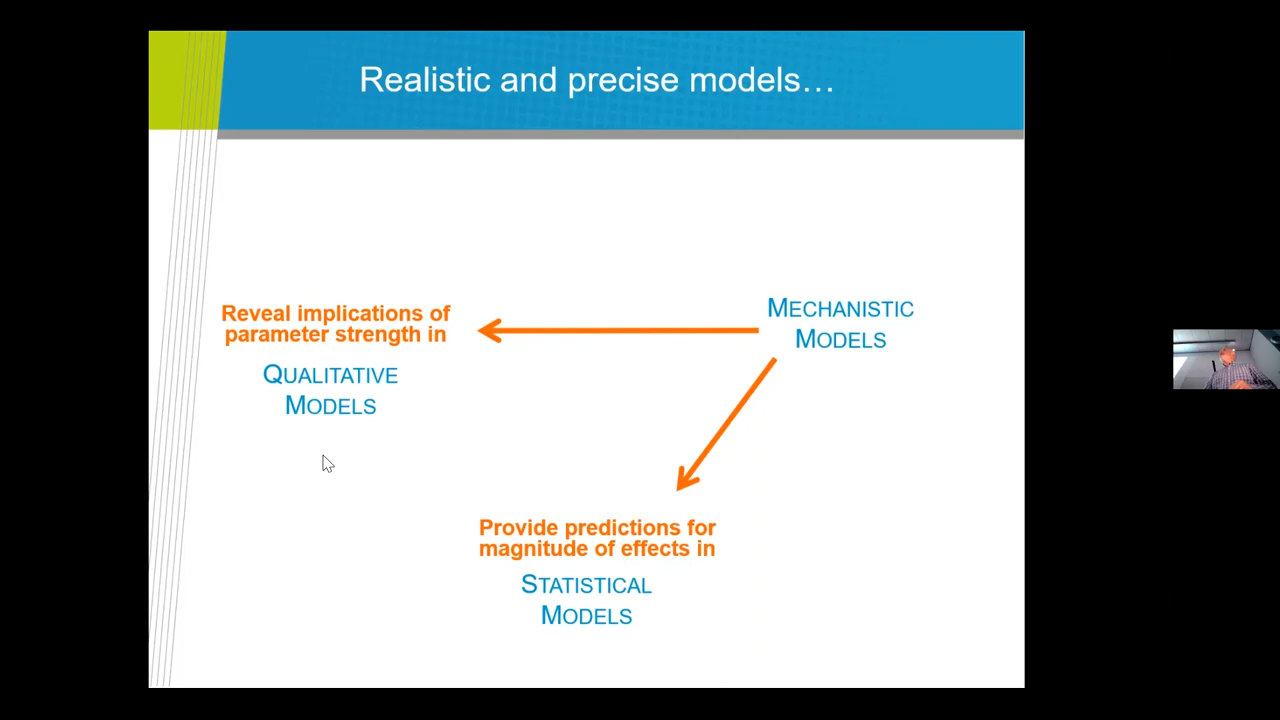 Realistic and precise models…
Reveal implications of
parameter strength in
QUALITATIVE
MODELS
MECHANISTIC
MODELS
Provide predictions for
magnitude of effects in
STATISTICAL
MODELS